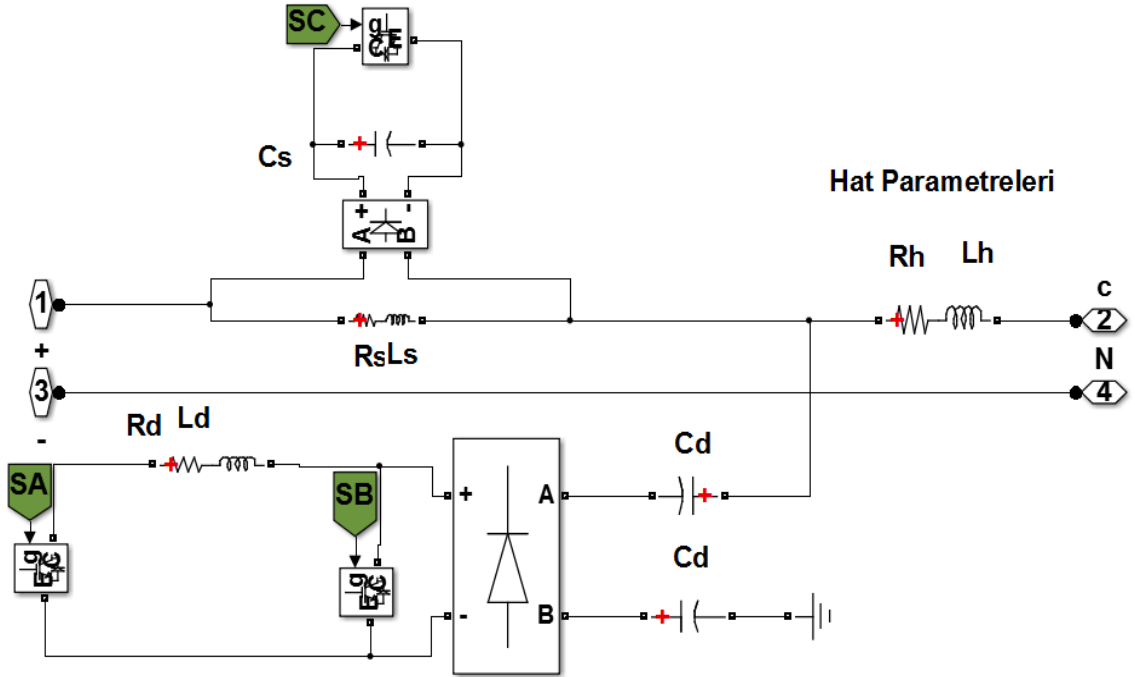 SC
g
C
E
Cs
+
-
A
B
Hat Parametreleri
Rh
Lh
1
c
2
+
RsLs
N
3
4
-
Rd
Ld
Cd
SA
SB
+
A
g
C
E
g
C
E
Cd
-
B